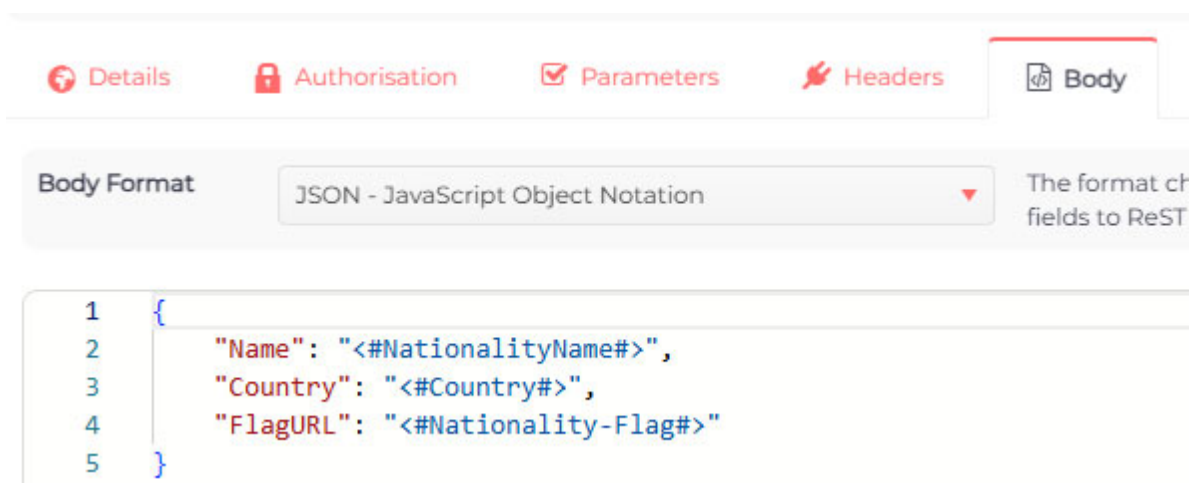 Details Authorisation Parameters Headers Body
Body Format JSON - JavaScript Object Notation The format
fields to ReST
1 {
2 "Name": "<#NationalityName#>",
3 "Country": "<#Country#>",
4 "FlagURL": "<#Nationality-Flag#>"
5 }